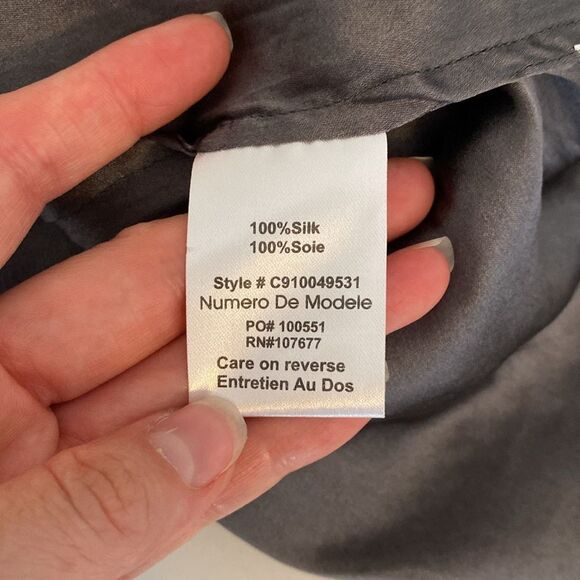 100%Silk
100%Soie
Style # C910049531
Numero De Modele
PO# 100551
RN#107677
Care on reverse
Entretien Au Dos